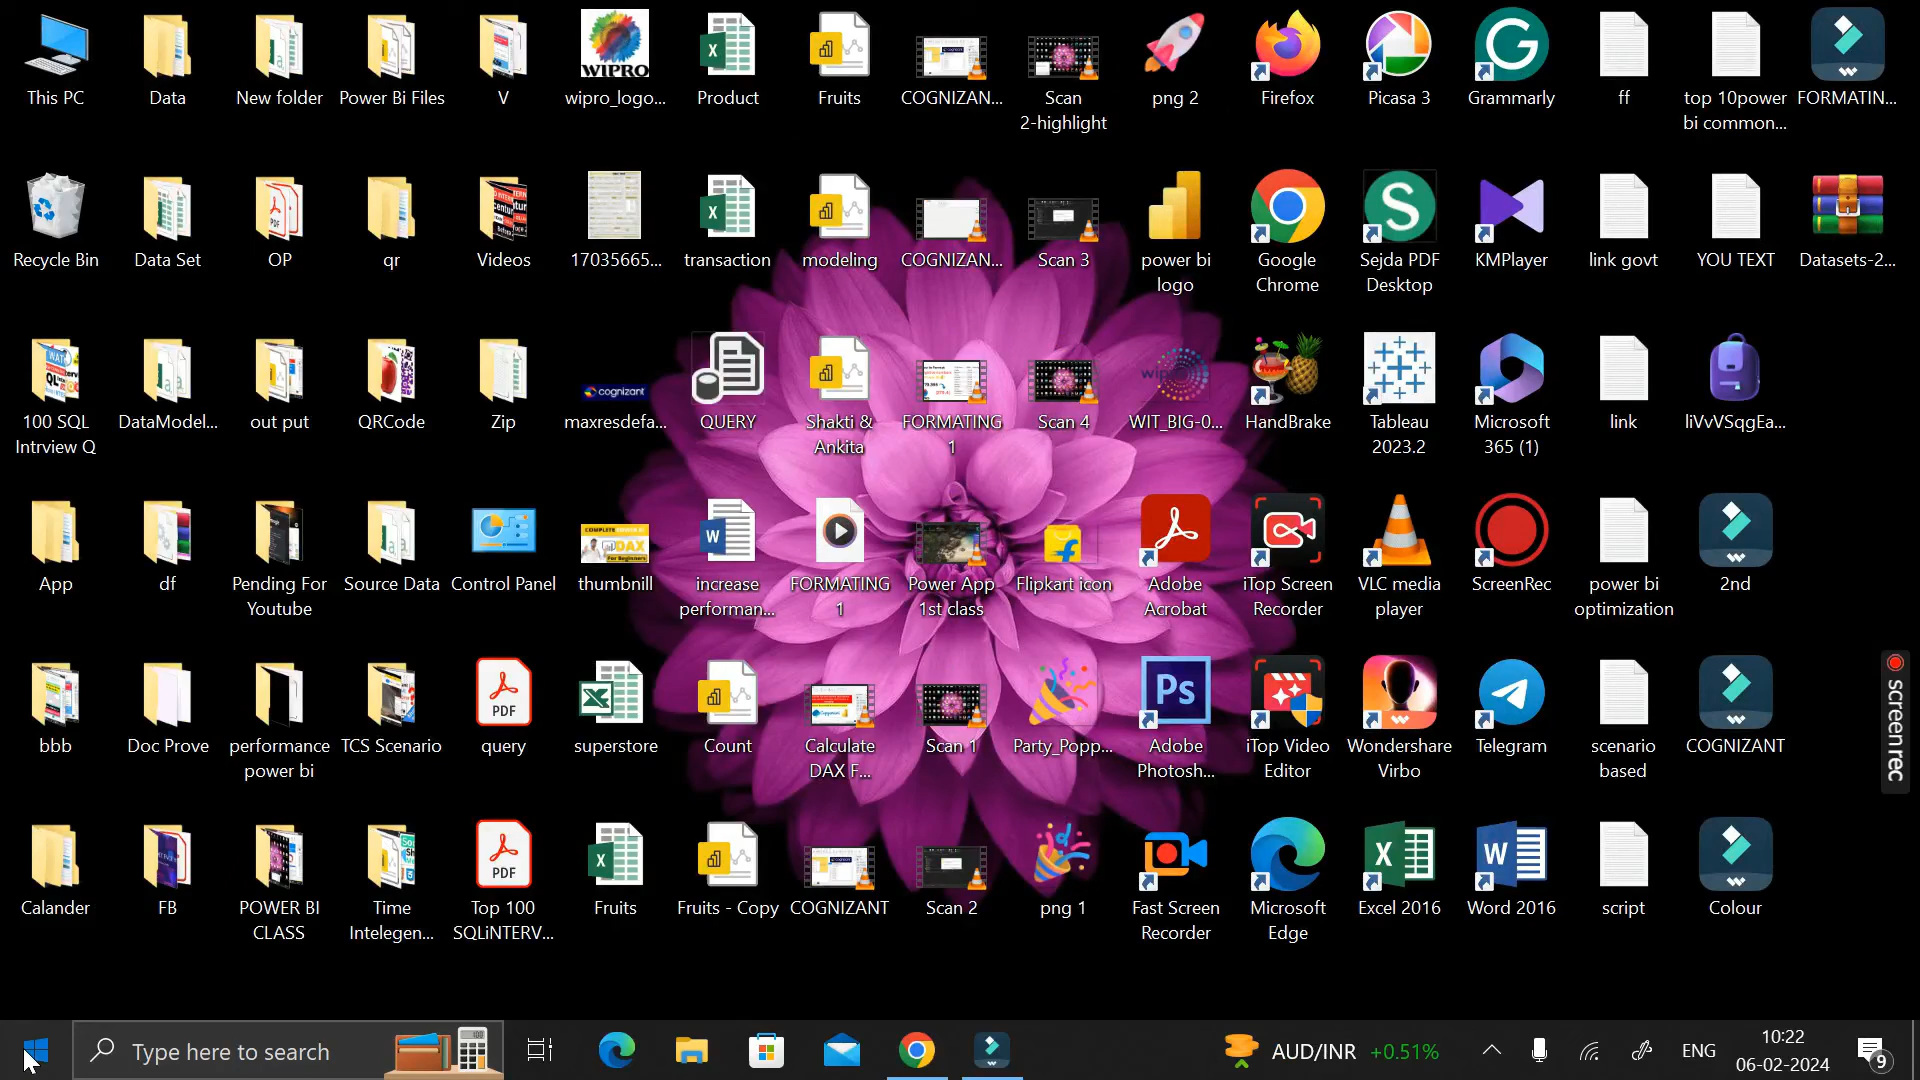 This PC
Data
New folder
Power Bi Files
V
WIPRO
wipro_logo...
Product
Fruits
COGNIZAN...
Scan
2-highlight
png 2
Firefox
Picasa 3
Grammarly
ff
top 10power
bi common...
FORMATIN...
Recycle Bin
Data Set
OP
qr
Videos
17035665...
transaction
modeling
COGNIZAN...
Scan 3
power bi
logo
Google
Chrome
Sejda PDF
Desktop
KMPlayer
link govt
YOU TEXT
Datasets-2...
100 SQL
Intrview Q
DataModel...
out put
QRCode
Zip
cognizant
maxresdefa...
QUERY
Shakti &
Ankita
FORMATING
1
Scan 4
WIT_BIG-0...
HandBrake
Tableau
2023.2
Microsoft
365 (1)
link
liVvVSqgEa...
App
df
Pending For
Youtube
Source Data
Control Panel
thumbnill
increase
performan...
FORMATING
1
Power App
1st class
Flipkart icon
Adobe
Acrobat
iTop Screen
Recorder
VLC media
player
ScreenRec
power bi
optimization
2nd
bbb
Doc Prove
performance
power bi
TCS Scenario
PDF
query
superstore
Count
Calculate
DAX F...
Scan 1
Party_Popp...
Ps
Adobe
Photosh...
iTop Video
Editor
Wondershare
Virbo
Telegram
scenario
based
COGNIZANT
screen rec
Calander
FB
POWER BI
CLASS
Time
Intelegen...
PDF
Top 100
SQLiNTERV...
Fruits
Fruits - Copy
COGNIZANT
Scan 2
png 1
Fast Screen
Recorder
Microsoft
Edge
Excel 2016
Word 2016
script
Colour
Type here to search
AUD/INR +0.51%
ENG
10:22
06-02-2024
9